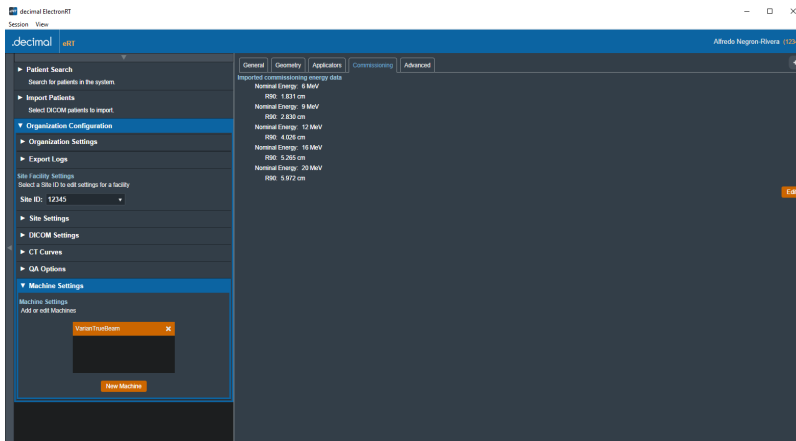 decimal ElectronRT
Session View
.decimal eRT
Alfredo Negron-Rivera (123
Patient Search
Search for patients in the system.
Import Patients
Select DICOM patients to import.
Organization Configuration
Organization Settings
Export Logs
Site Facility Settings
Select a Site ID to edit settings for a facility
Site ID: 12345
Site Settings
DICOM Settings
CT Curves
QA Options
Machine Settings
Machine Settings
Add or edit Machines
VarianTrueBeam
New Machine
General Geometry Applicators Commissioning Advanced
Imported commissioning energy data
Nominal Energy: 6 MeV
R90: 1.831 cm
Nominal Energy: 9 MeV
R90: 2.830 cm
Nominal Energy: 12 MeV
R90: 4.026 cm
Nominal Energy: 16 MeV
R90: 5.265 cm
Nominal Energy: 20 MeV
R90: 5.972 cm
Edit